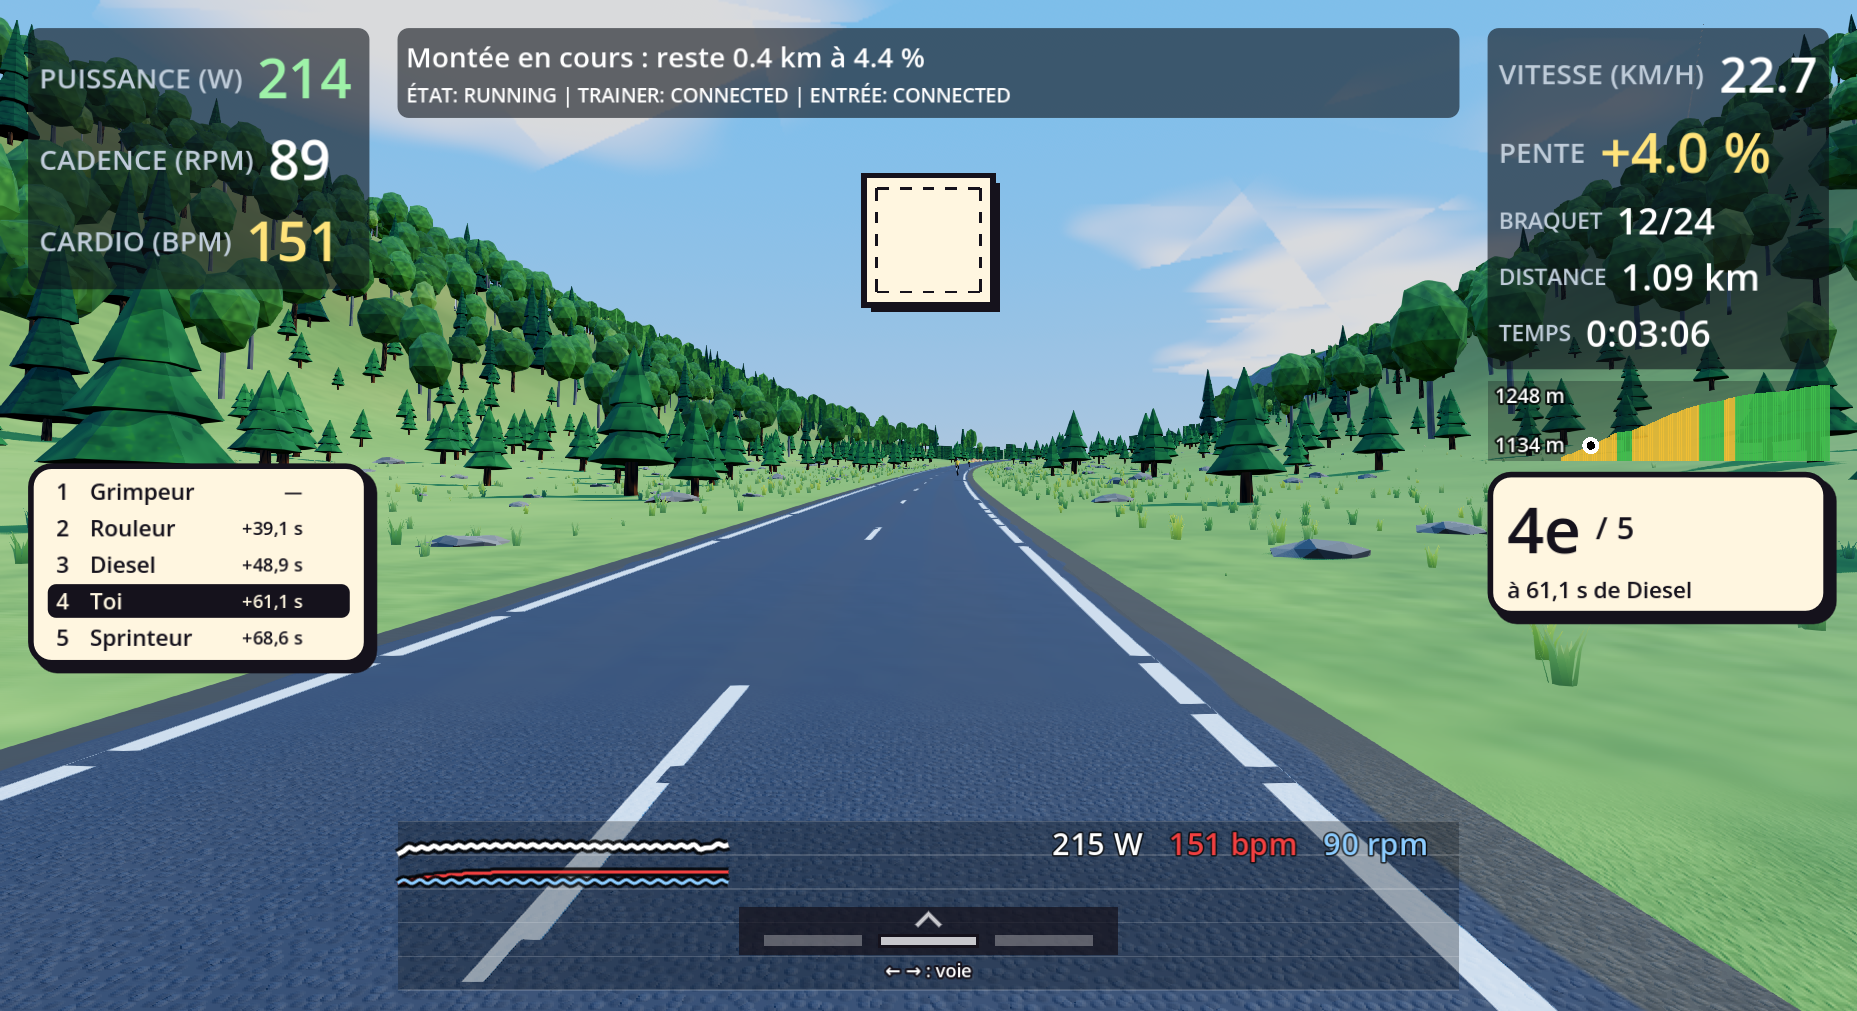 PUISSANCE (W) 214
CADENCE (RPM) 89
CARDIO (BPM) 151
Montée en cours : reste 0.4 km à 4.4 %
ÉTAT: RUNNING | TRAINER: CONNECTED | ENTRÉE: CONNECTED
VITESSE (KM/H) 22.7
PENTE +4.0 %
BRAQUET 12/24
DISTANCE 1.09 km
TEMPS 0:03:06
1248 m
1134 m
1 Grimpeur —
2 Rouleur +39,1 s
3 Diesel +48,9 s
4 Toi +61,1 s
5 Sprinteur +68,6 s
4e / 5
à 61,1 s de Diesel
215 W 151 bpm 90 rpm
← → : voie